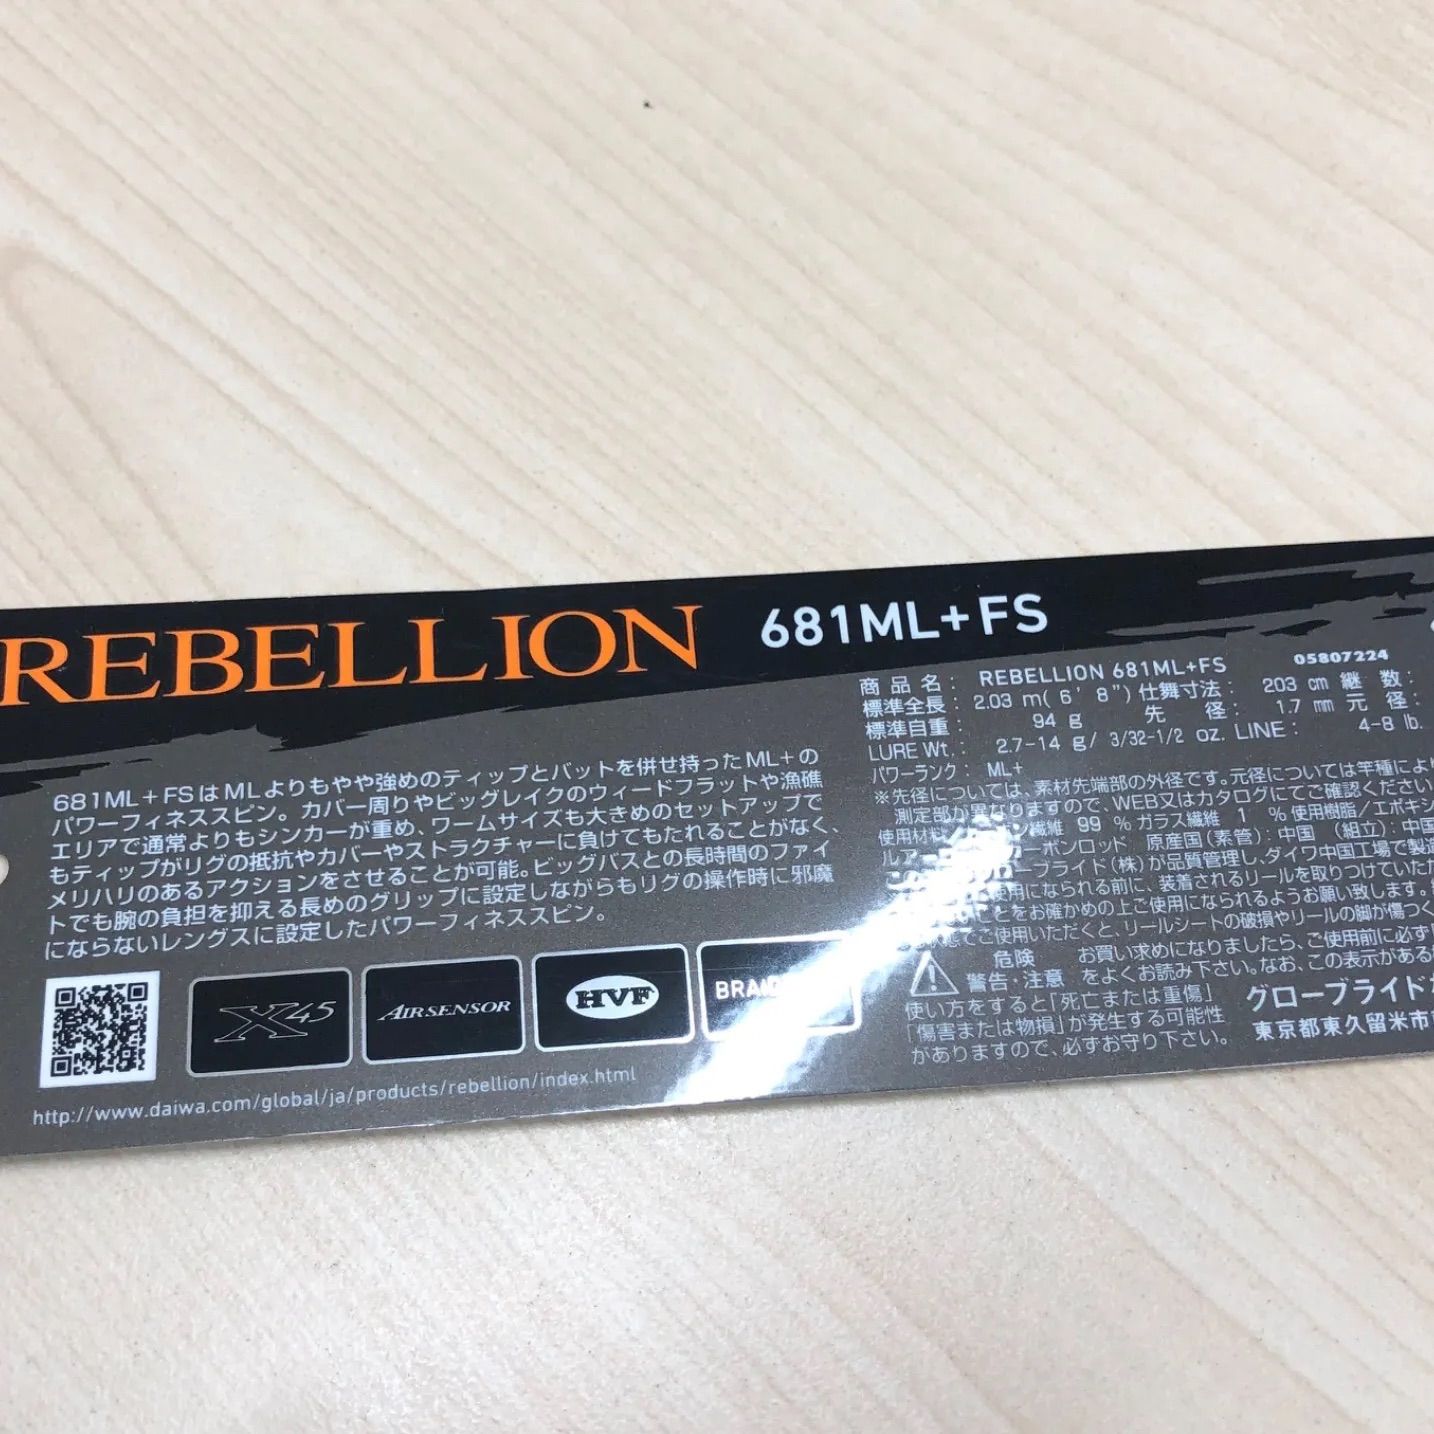 REBELLION 681ML+FS
681ML+FSはMLよりもやや強めのティップとバットを併せ持ったML+の
パワーフィネススピン。カバー周りやビッグレイクのウィードフラットや漁礁
エリアで通常よりもシンカーが重め、ワームサイズも大きめのセットアップで
もティップがリグの抵抗やカバーやストラクチャーに負けてもたれることがなく、
メリハリのあるアクションをさせることが可能。ビッグバスとの長時間のファイ
トでも腕の負担を抑える長めのグリップに設定しながらもリグの操作時に邪魔
にならないレングスに設定したパワーフィネススピン。
X45 AIRSENSOR HVF
http://www.daiwa.com/global/ja/products/rebellion/index.html
05807224
商品名: REBELLION 681ML+FS
標準全長: 2.03 m(6'8") 仕舞寸法: 203 cm 継数:
標準自重: 94 g 先径: 1.7 mm 元径:
LURE Wt.: 2.7-14 g/ 3/32-1/2 oz. LINE: 4-8 lb.
パワーランク: ML+
※先径については、素材先端部の外径です。元径については竿種によ
測定部が異なりますので、WEB又はカタログにてご確認ください
使用材料 繊維 99 % ガラス繊維 1 % 使用樹脂/エポキシ
ーボンロッド 原産国(素管):中国 (組立):中国
ーブライド(株)が品質管理し、ダイワ中国工場で製造
使用になられる前に、装着されるリールを取りつけていただ
ことをお確かめの上ご使用になられるようお願い致します。
ご使用いただくと、リールシートの破損やリールの脚が傷つく
危険
警告・注意
お買い求めになりましたら、ご使用前に必ず
をよくお読み下さい。なお、この表示がある
使い方をすると「死亡または重傷」
「傷害または物損」が発生する可能性
がありますので、必ずお守り下さい。
グローブライド
東京都東久留米市